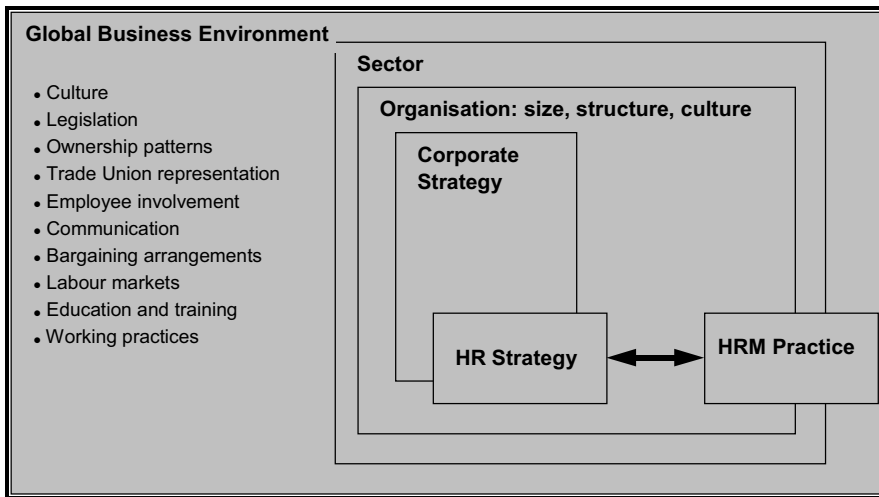 Global Business Environment
Sector
• Culture
• Legislation
• Ownership patterns
• Trade Union representation
• Employee involvement
• Communication
• Bargaining arrangements
• Labour markets
• Education and training
• Working practices
Organisation: size, structure, culture
Corporate
Strategy
HR Strategy
HRM Practice